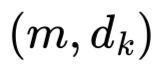 (m, d_k)